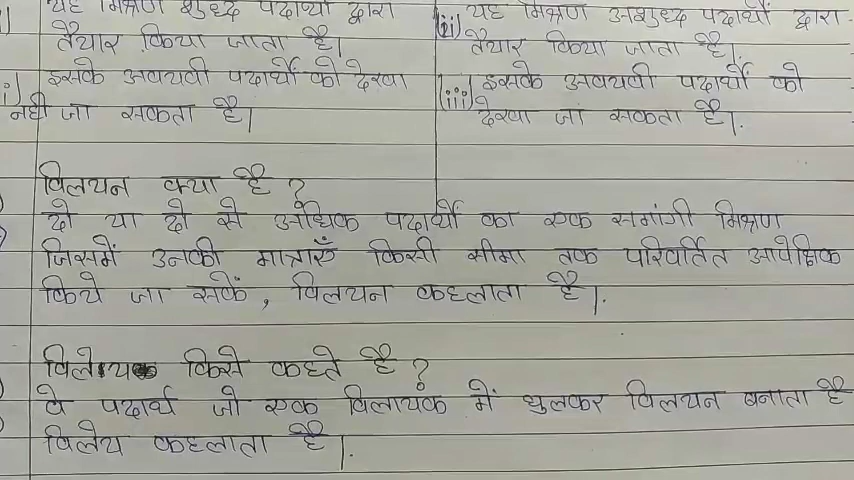 यह मिश्रण शुध्द पदार्थो द्वारा
तैयार किया जाता है।
इसके अवयवी पदार्थो को देखा
नही जा सकता है।
(ii) यह मिश्रण अशुध्द पदार्थो द्वारा
तैयार किया जाता है।
(iii) इसके अवयवी पदार्थो को
देखा जा सकता है।
विलयन क्या है ?
दो या दो से अधिक पदार्थो का एक समांगी मिश्रण
जिसमें उनकी मात्राएँ किसी सीमा तक परिवर्तित आपेक्षिक
किये जा सकें, विलयन कहलाता है।
विलेय किसे कहते है ?
वे पदार्थ जो एक विलायक में घुलकर विलयन बनाता है
विलेय कहलाता है।